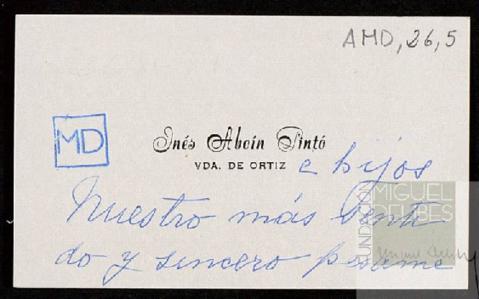 AMD, 26, 5
MD
Inés Aboín Pintó
VDA. DE ORTIZ e hijos
Nuestro más senti
do y sincero pésame
FUNDACIÓN
MIGUEL
DELIBES